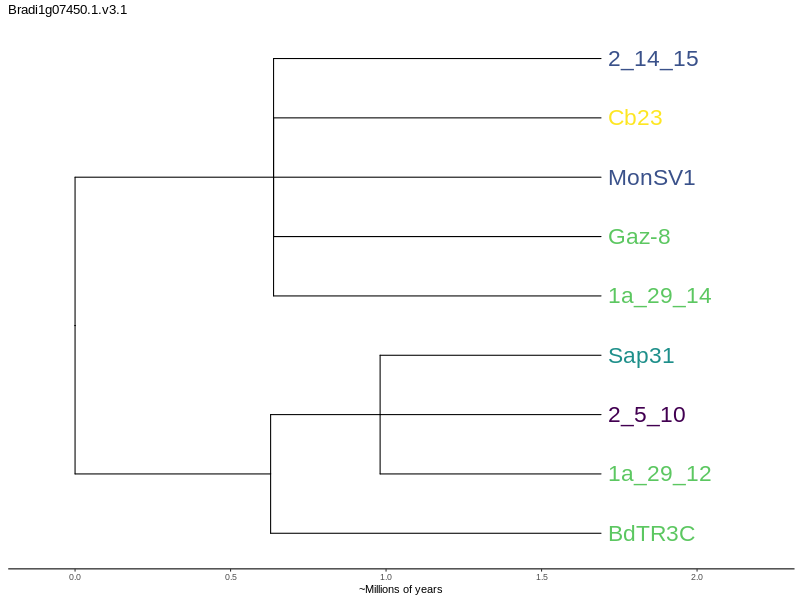 Bradi1g07450.1.v3.1
2_14_15
Cb23
MonSV1
Gaz-8
1a_29_14
Sap31
2_5_10
1a_29_12
BdTR3C
0.0 0.5 1.0 1.5 2.0
~Millions of years